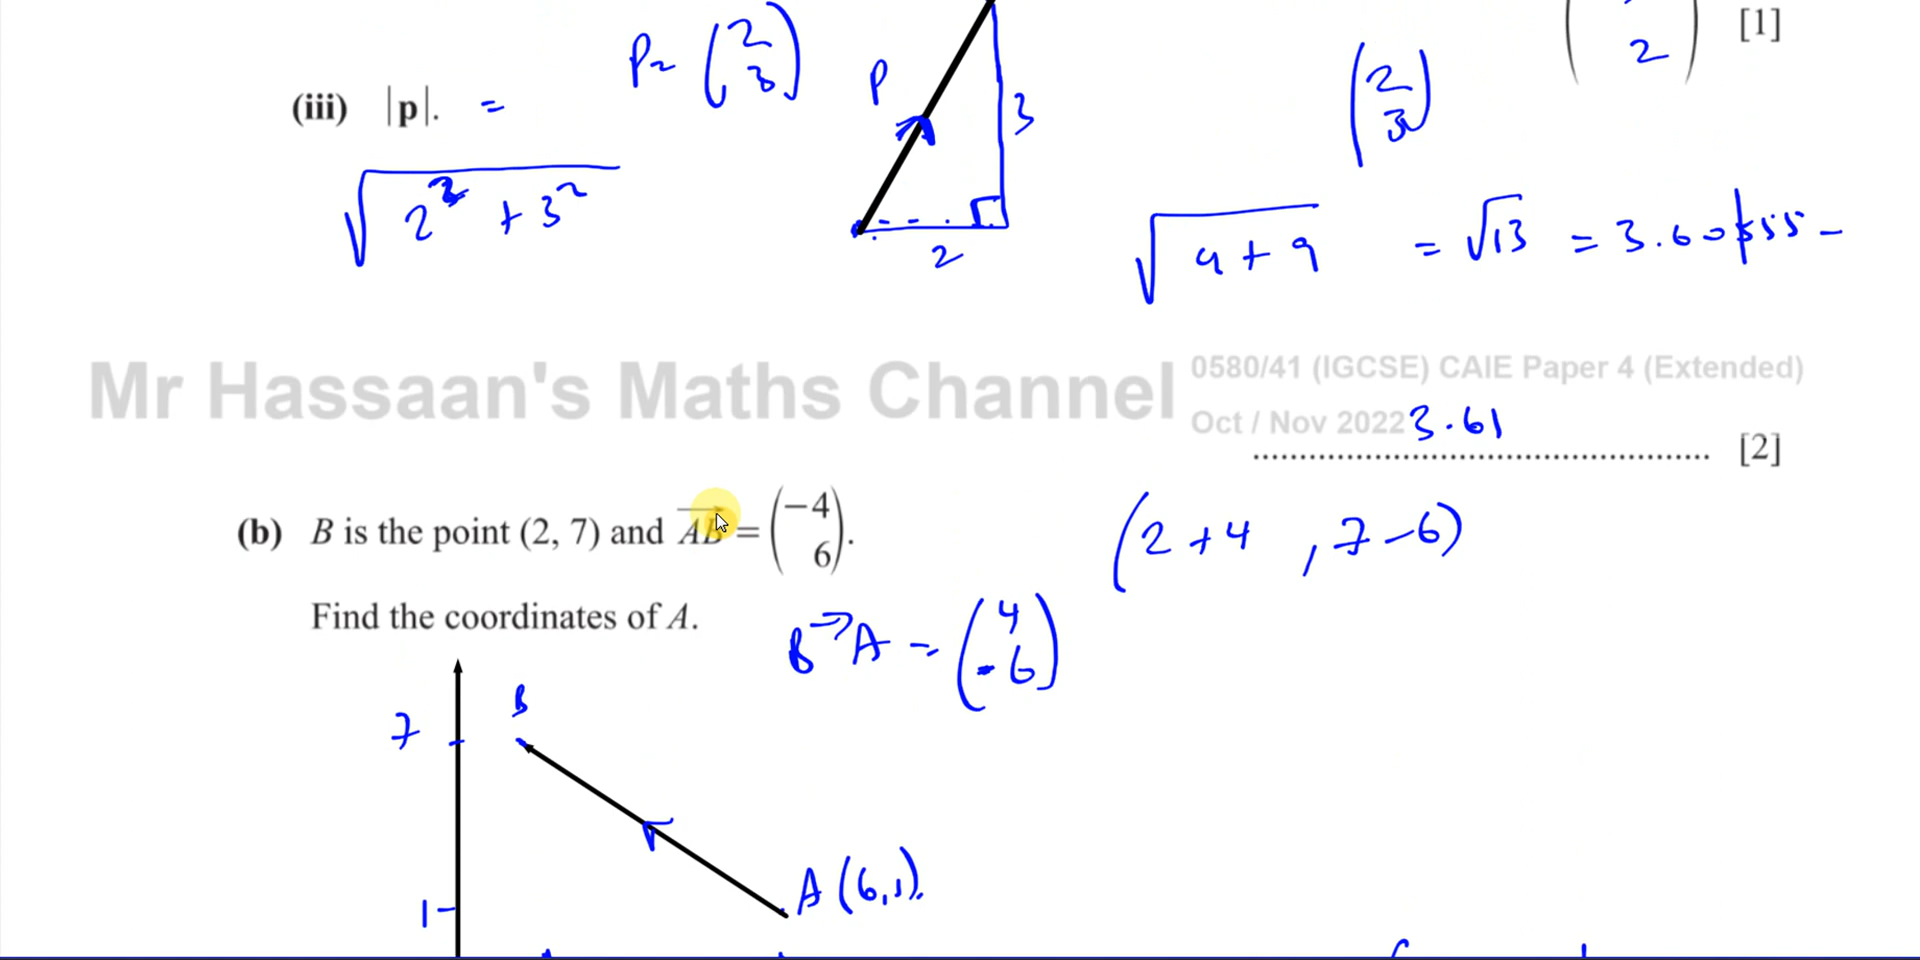 P = (2 3)
P
(2 3)
2
[1]
(iii) |p|. =
3
√2² + 3²
2
√4 + 9 = √13 = 3.60555-
Mr Hassaan's Maths Channel
0580/41 (IGCSE) CAIE Paper 4 (Extended)
Oct / Nov 2022
3.61
[2]
(b) B is the point (2, 7) and AB = (−4 6).
(2 + 4 , 7 - 6)
Find the coordinates of A.
B→A = (4 -6)
B
7
A (6,1).
1